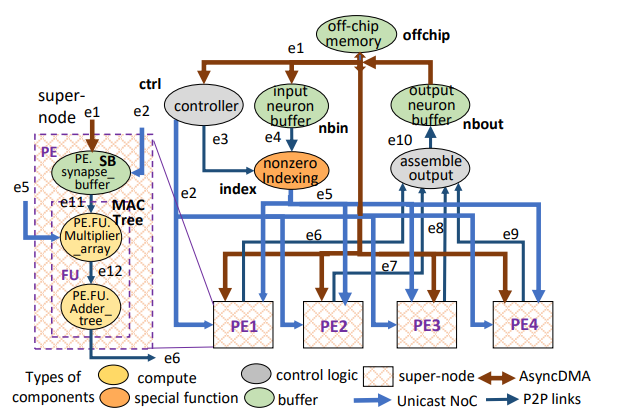 off-chip
memory
offchip
e1
ctrl
controller
input
neuron
buffer
nbin
output
neuron
buffer
nbout
super-
node
e1
e2
e3
e4
e10
PE
PE. SB
synapse_
buffer
nonzero
Indexing
index
assemble
output
e5
e11
MAC
Tree
e2
e5
PE.FU.
Multiplier
_array
e6
e8
e9
FU
e12
e7
PE.FU.
Adder_
tree_
PE1
PE2
PE3
PE4
e6
Types of
components
compute
special function
control logic
buffer
super-node
AsyncDMA
Unicast NoC
P2P links